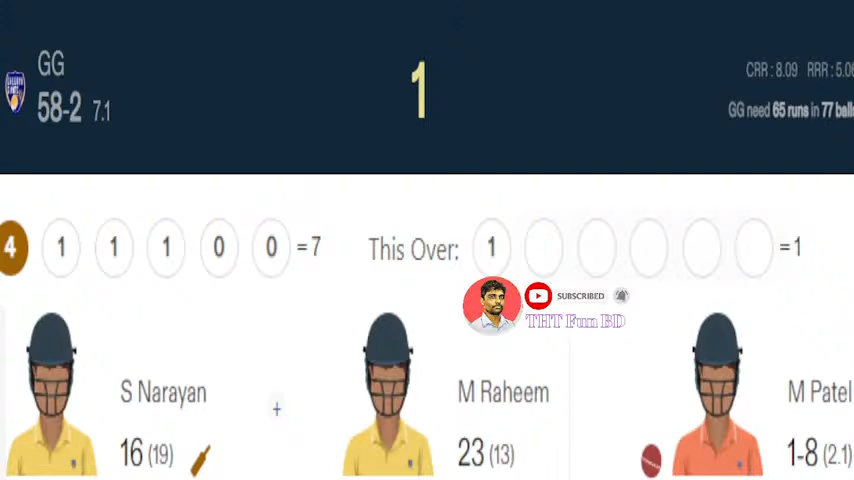 GG
58-2 7.1
1
CRR : 8.09 RRR : 5.06
GG need 65 runs in 77 balls
4 1 1 1 0 0 = 7
This Over: 1 = 1
SUBSCRIBED
THT Fun BD
S Narayan
16 (19)
+
M Raheem
23 (13)
M Patel
1-8 (2.1)